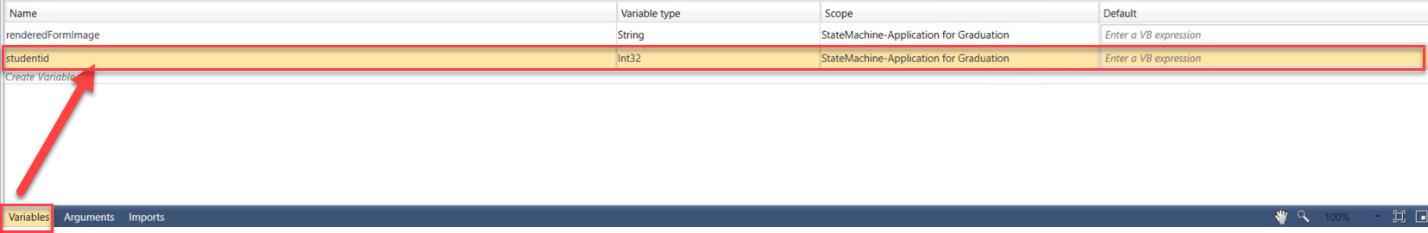 Name Variable type Scope Default
renderedFormImage String StateMachine-Application for Graduation Enter a VB expression
studentid Int32 StateMachine-Application for Graduation Enter a VB expression
Create Variable
Variables Arguments Imports 100%